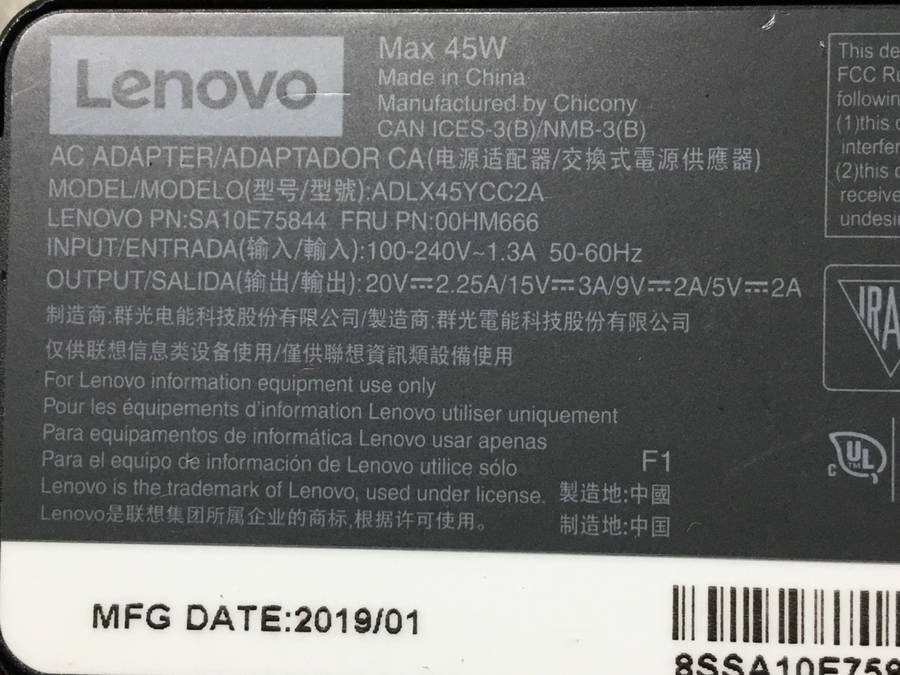 Lenovo
Max 45W
Made in China
Manufactured by Chicony
CAN ICES-3(B)/NMB-3(B)
AC ADAPTER/ADAPTADOR CA(电源适配器/交換式電源供應器)
MODEL/MODELO(型号/型號):ADLX45YCC2A
LENOVO PN:SA10E75844 FRU PN:00HM666
INPUT/ENTRADA(输入/輸入):100-240V~1.3A 50-60Hz
OUTPUT/SALIDA(输出/輸出):20V⎓2.25A/15V⎓3A/9V⎓2A/5V⎓2A
制造商:群光电能科技股份有限公司/製造商:群光電能科技股份有限公司
仅供联想信息类设备使用/僅供聯想資訊類設備使用
For Lenovo information equipment use only
Pour les équipements d'information Lenovo utiliser uniquement
Para equipamentos de informática Lenovo usar apenas
Para el equipo de información de Lenovo utilice sólo
F1
Lenovo is the trademark of Lenovo, used under license.
製造地:中國
Lenovo是联想集团所属企业的商标,根据许可使用。
制造地:中国
This de
FCC Ru
followin
(1)this
interfer
(2)this
receive
undesi
IRA
c UL TM
MFG DATE:2019/01
8SSA10E758